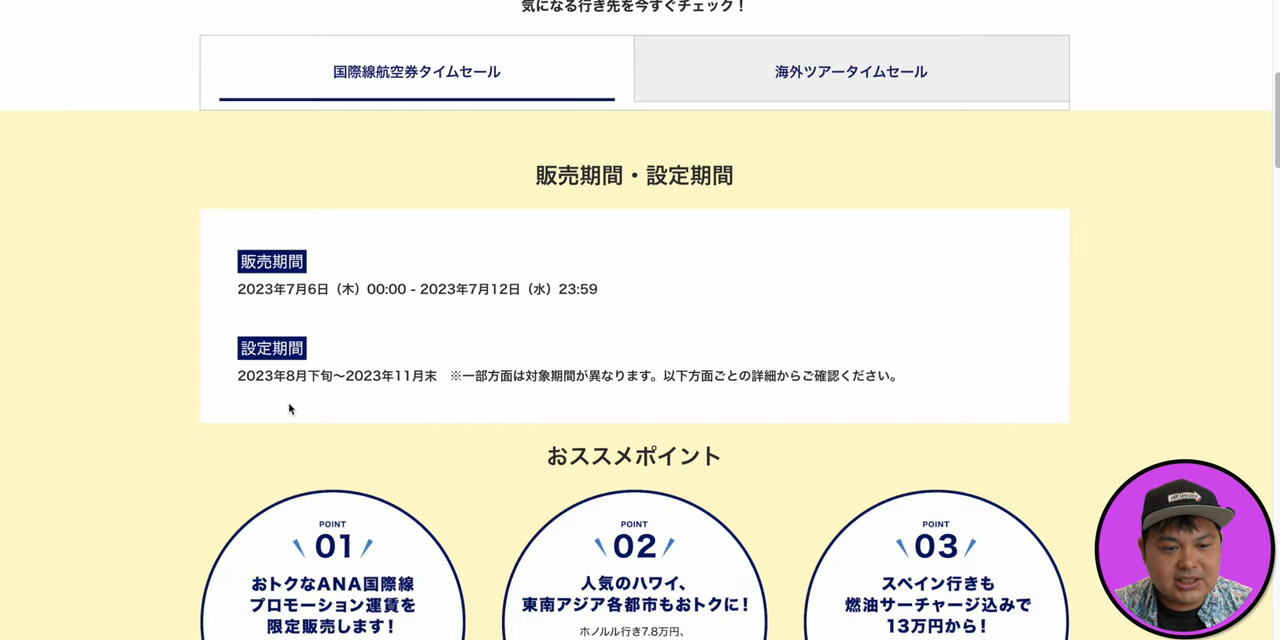 気になる行き先を今すぐチェック！
国際線航空券タイムセール
海外ツアータイムセール
販売期間・設定期間
販売期間
2023年7月6日（木）00:00 - 2023年7月12日（水）23:59
設定期間
2023年8月下旬〜2023年11月末　※一部方面は対象期間が異なります。以下方面ごとの詳細からご確認ください。
おススメポイント
POINT
01
おトクなANA国際線
プロモーション運賃を
限定販売します！
POINT
02
人気のハワイ、
東南アジア各都市もおトクに！
ホノルル行き7.8万円、
POINT
03
スペイン行きも
燃油サーチャージ込みで
13万円から！